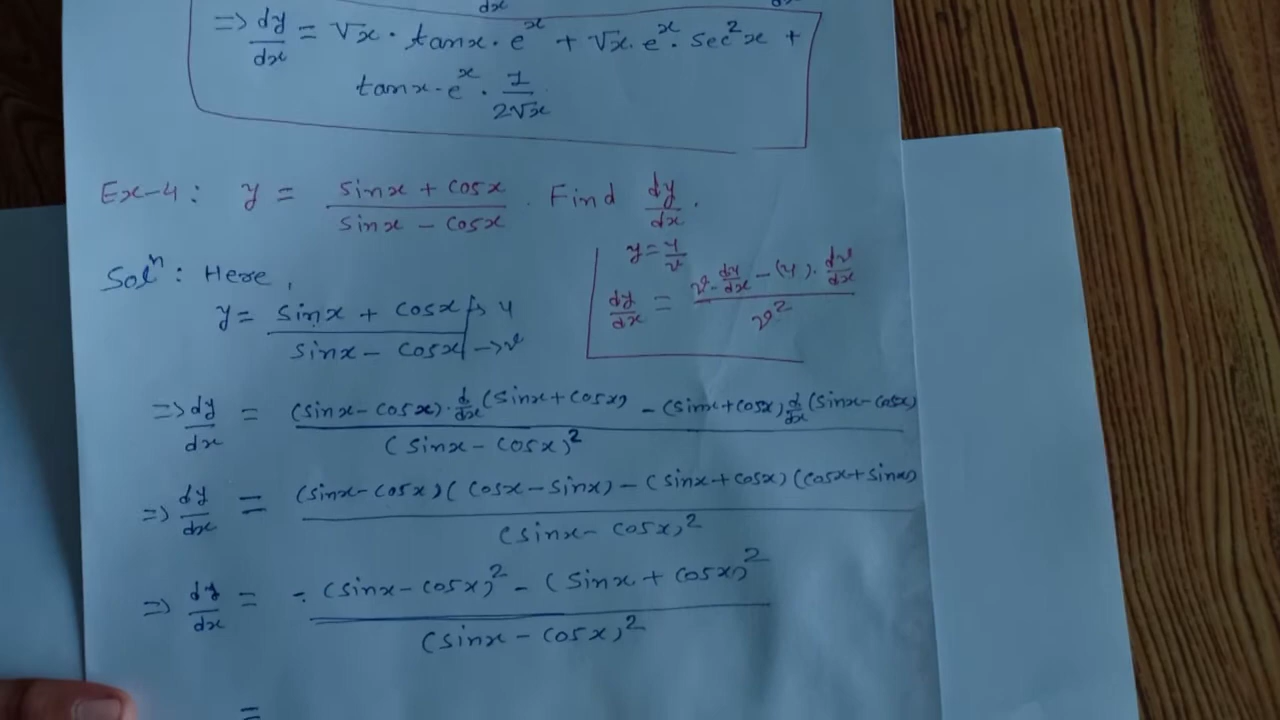 dx dx
=> dy/dx = √x · tanx · e^x + √x · e^x · sec²x +
tanx · e^x · 1/2√x
Ex-4: y = sinx + cosx / sinx - cosx . Find dy/dx .
y = u/v
dy/dx = v · du/dx - (u) · dv/dx / v²
Solⁿ: Here,
y = sinx + cosx → u / sinx - cosx → v
=> dy/dx = (sinx - cosx) · d/dx (sinx + cosx) - (sinx + cosx) d/dx (sinx - cosx) / (sinx - cosx)²
=> dy/dx = (sinx - cosx) (cosx - sinx) - (sinx + cosx) (cosx + sinx) / (sinx - cosx)²
=> dy/dx = - (sinx - cosx)² - (sinx + cosx)² / (sinx - cosx)²
=